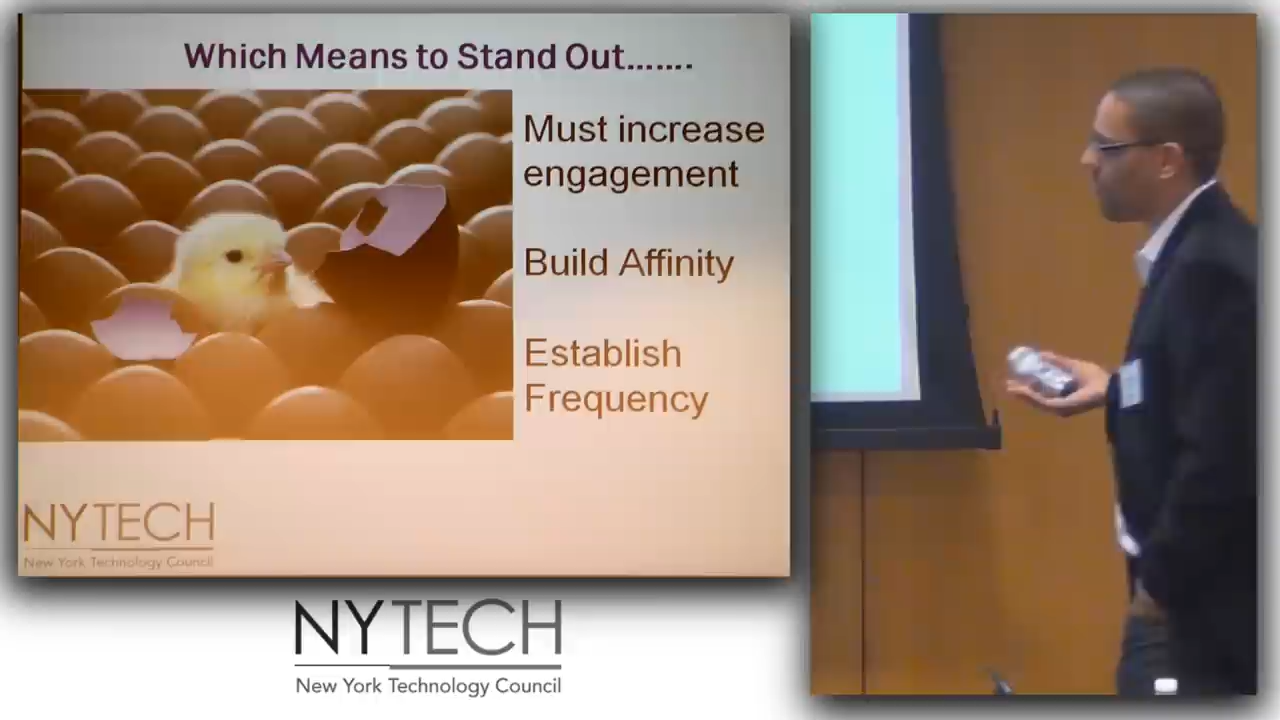 Which Means to Stand Out.......
Must increase
engagement
Build Affinity
Establish
Frequency
NYTECH
New York Technology Council
NYTECH
New York Technology Council